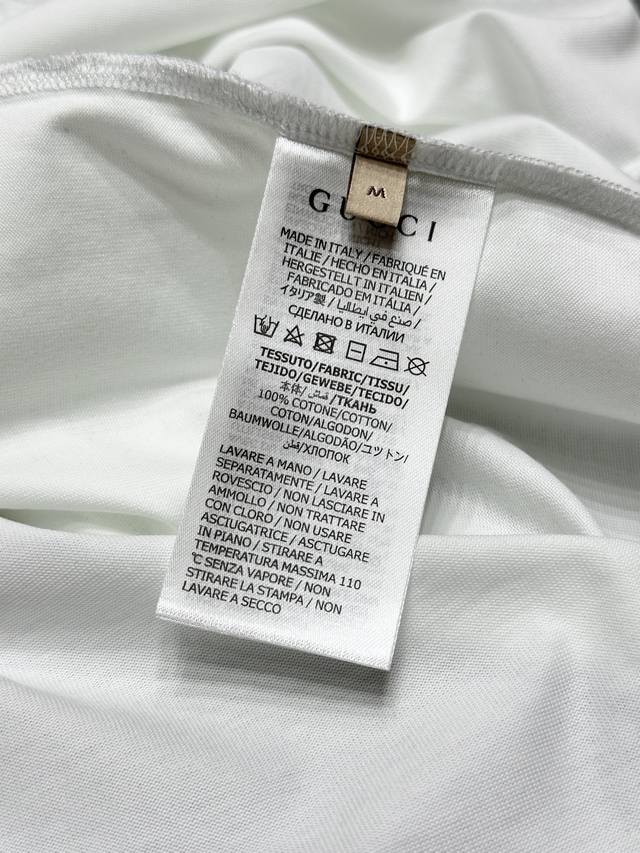 M
GUCCI
MADE IN ITALY / FABRIQUÉ EN
ITALIE / HECHO EN ITALIA /
HERGESTELLT IN ITALIEN /
FABRICADO EM ITÁLIA /
イタリア製 / صنع في ايطاليا /
СДЕЛАНО В ИТАЛИИ
TESSUTO/FABRIC/TISSU/
TEJIDO/GEWEBE/TECIDO/
本体/ قماش /ТКАНЬ
100% COTONE/COTTON/
COTON/ALGODON/
BAUMWOLLE/ALGODÃO/コットン/
قطن/ХЛОПОК
LAVARE A MANO / LAVARE
SEPARATAMENTE / LAVARE A
ROVESCIO / NON LASCIARE IN
AMMOLLO / NON TRATTARE
CON CLORO / NON USARE
ASCIUGATRICE / ASCTUGARE
IN PIANO / STIRARE A
TEMPERATURA MASSIMA 110
℃ SENZA VAPORE / NON
STIRARE LA STAMPA / NON
LAVARE A SECCO